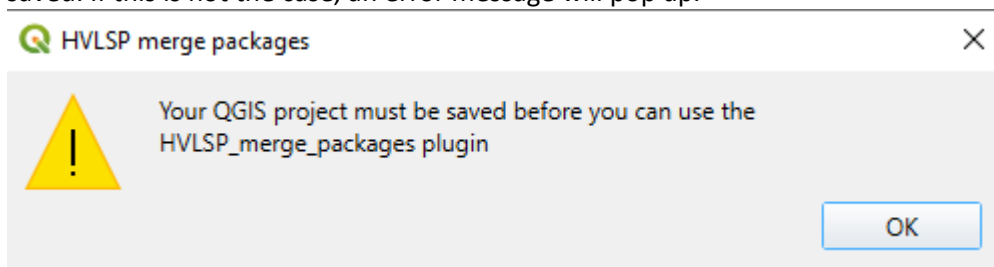 saved. If this is not the case, an error message will pop up.
HVLSP merge packages
Your QGIS project must be saved before you can use the
HVLSP_merge_packages plugin
OK